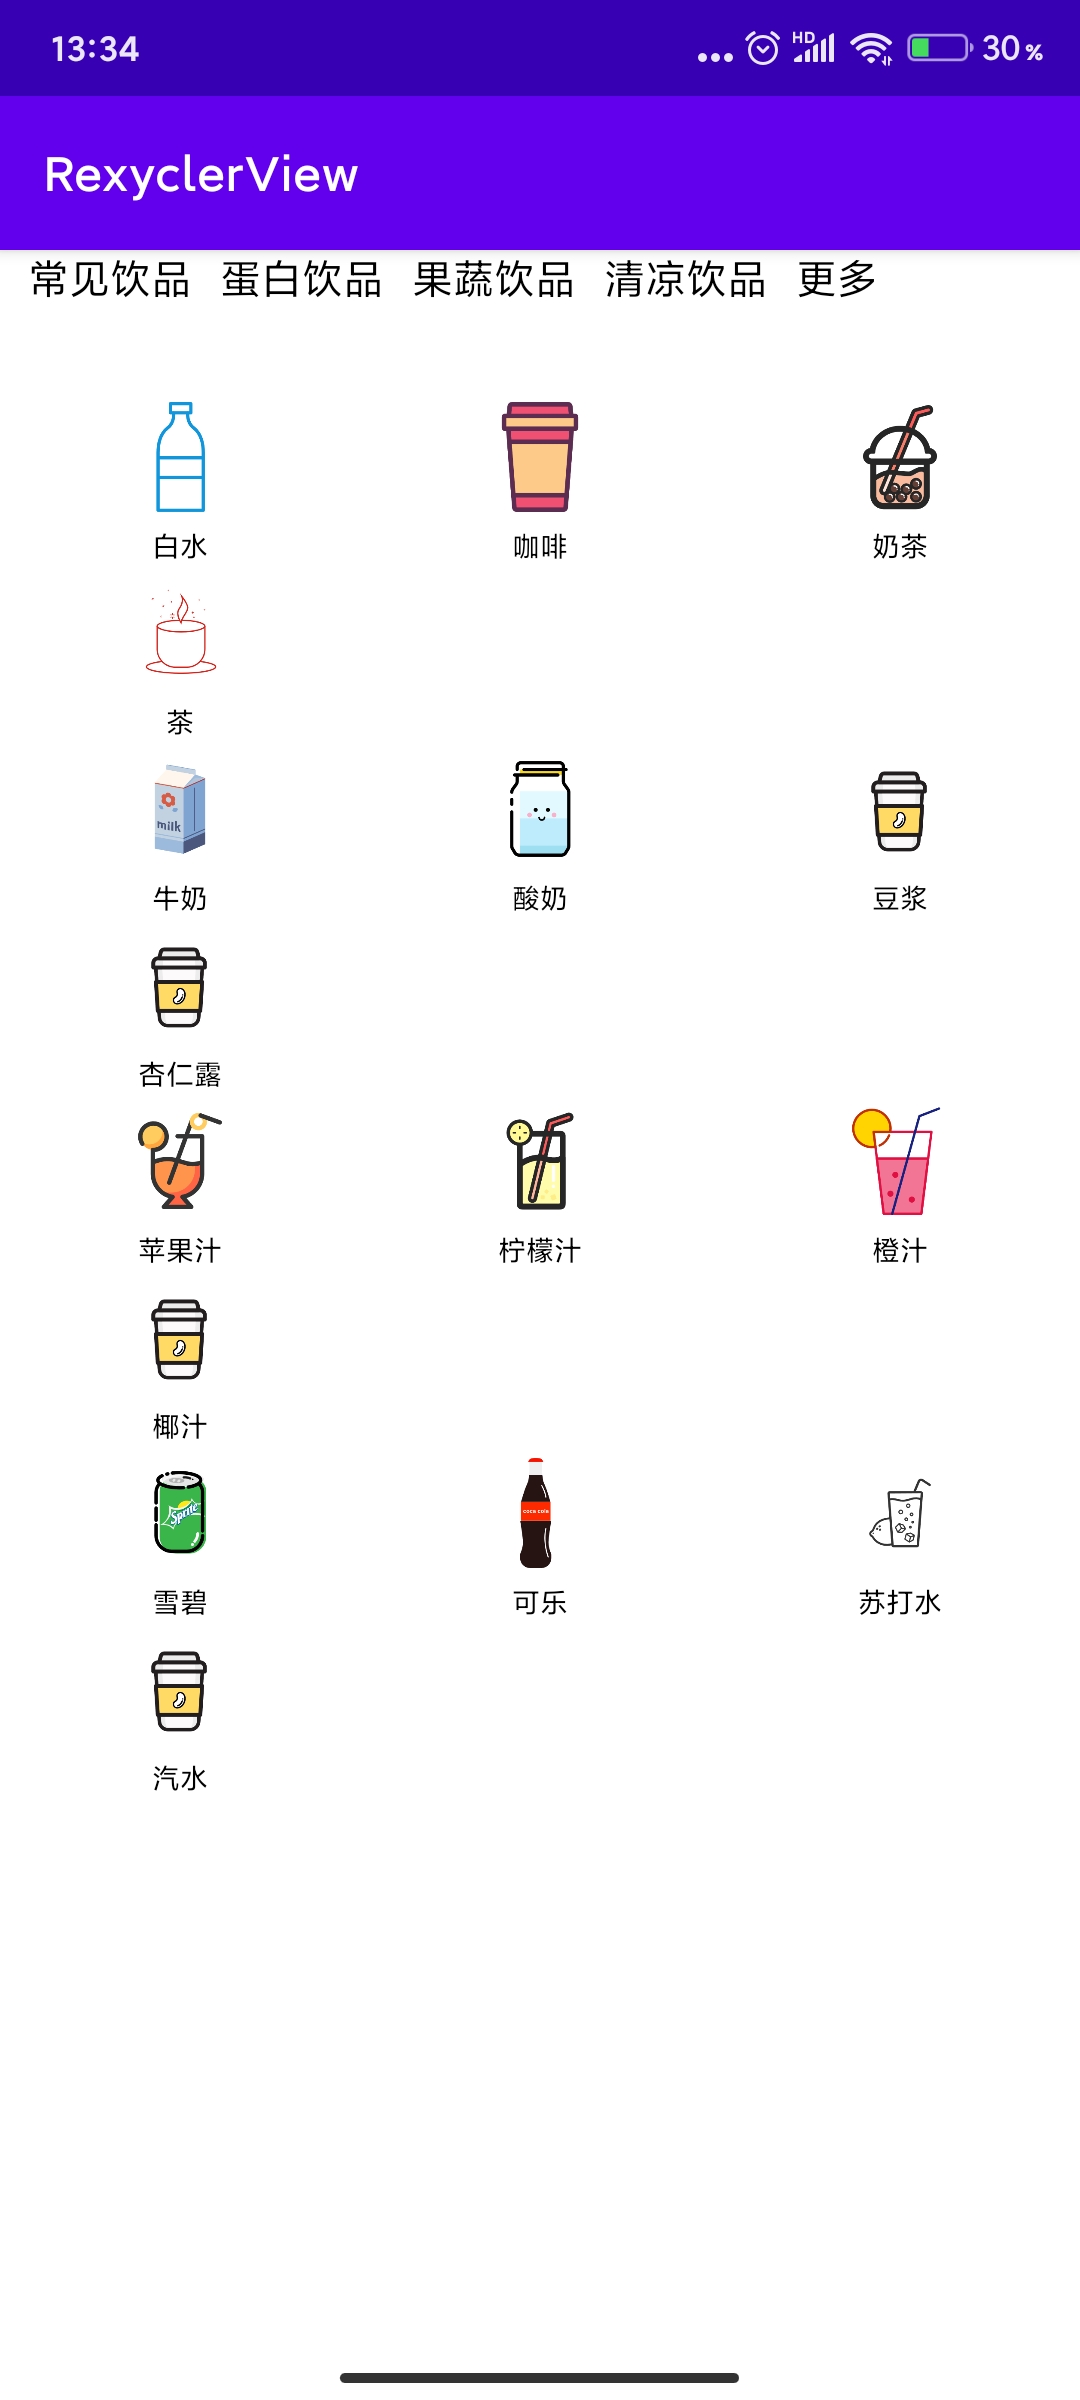 13:34 HD 30%
RexyclerView
常见饮品 蛋白饮品 果蔬饮品 清凉饮品 更多
白水 咖啡 奶茶
茶
milk
牛奶 酸奶 豆浆
杏仁露
苹果汁 柠檬汁 橙汁
椰汁
Sprite coca cola
雪碧 可乐 苏打水
汽水